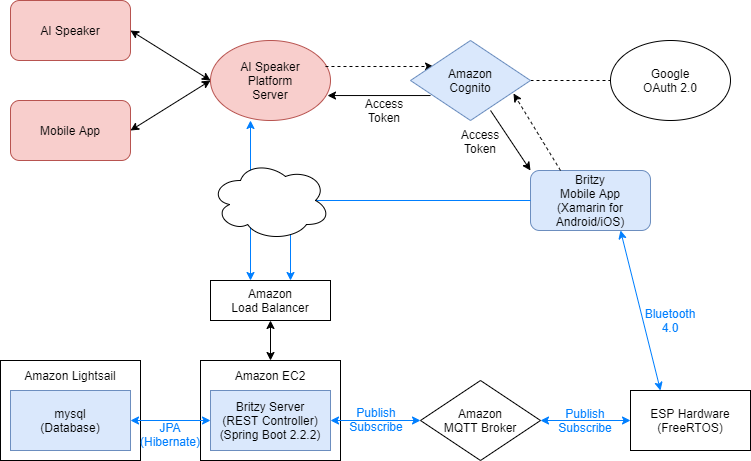 AI Speaker
Mobile App
AI Speaker
Platform
Server
Amazon
Cognito
Google
OAuth 2.0
Access
Token
Access
Token
Britzy
Mobile App
(Xamarin for
Android/iOS)
Amazon
Load Balancer
Bluetooth
4.0
Amazon Lightsail
mysql
(Database)
JPA
(Hibernate)
Amazon EC2
Britzy Server
(REST Controller)
(Spring Boot 2.2.2)
Publish
Subscribe
Amazon
MQTT Broker
Publish
Subscribe
ESP Hardware
(FreeRTOS)